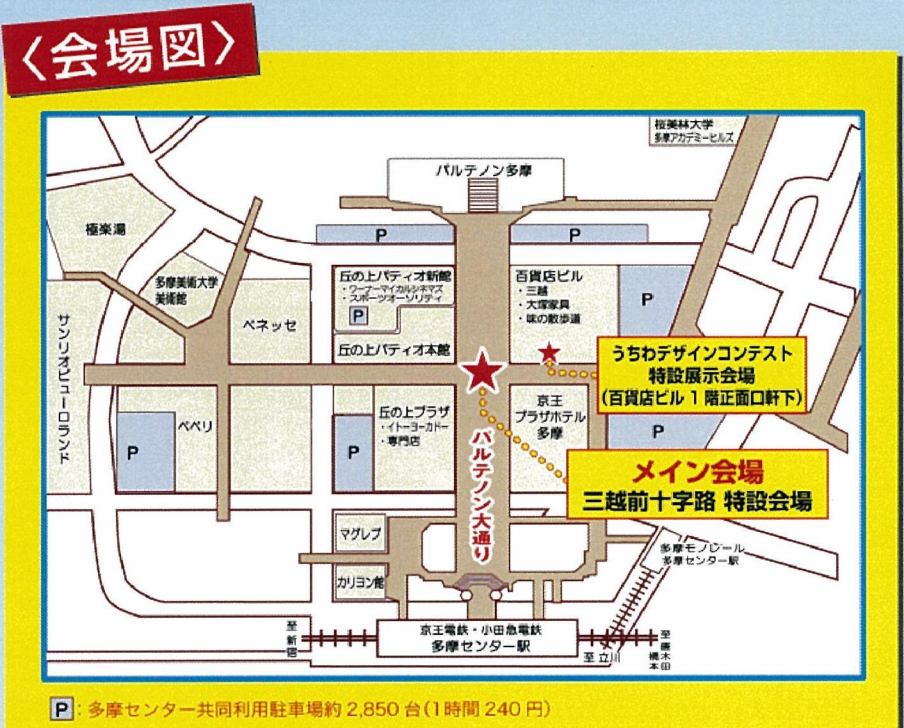 〈会場図〉
桜美林大学
多摩アカデミーヒルズ
パルテノン多摩
極楽湯
P
P
多摩美術大学
美術館
丘の上パティオ新館
・ワーナーマイカルシネマズ
・スポーツオーソリティ
P
百貨店ビル
・三越
・大塚家具
・味の散歩道
P
ベネッセ
サンリオピューロランド
丘の上パティオ本館
うちわデザインコンテスト
特設展示会場
(百貨店ビル 1 階正面口軒下)
ベペリ
P
P
丘の上プラザ
・イトーヨーカドー
・専門店
京王
プラザホテル
多摩
P
パルテノン大通り
メイン会場
三越前十字路 特設会場
マグレブ
カリヨン館
多摩モノレール
多摩センター駅
至新宿
京王電鉄・小田急電鉄
多摩センター駅
至 立川
至唐木田
橋本
P:多摩センター共同利用駐車場約 2,850 台(1時間 240 円)